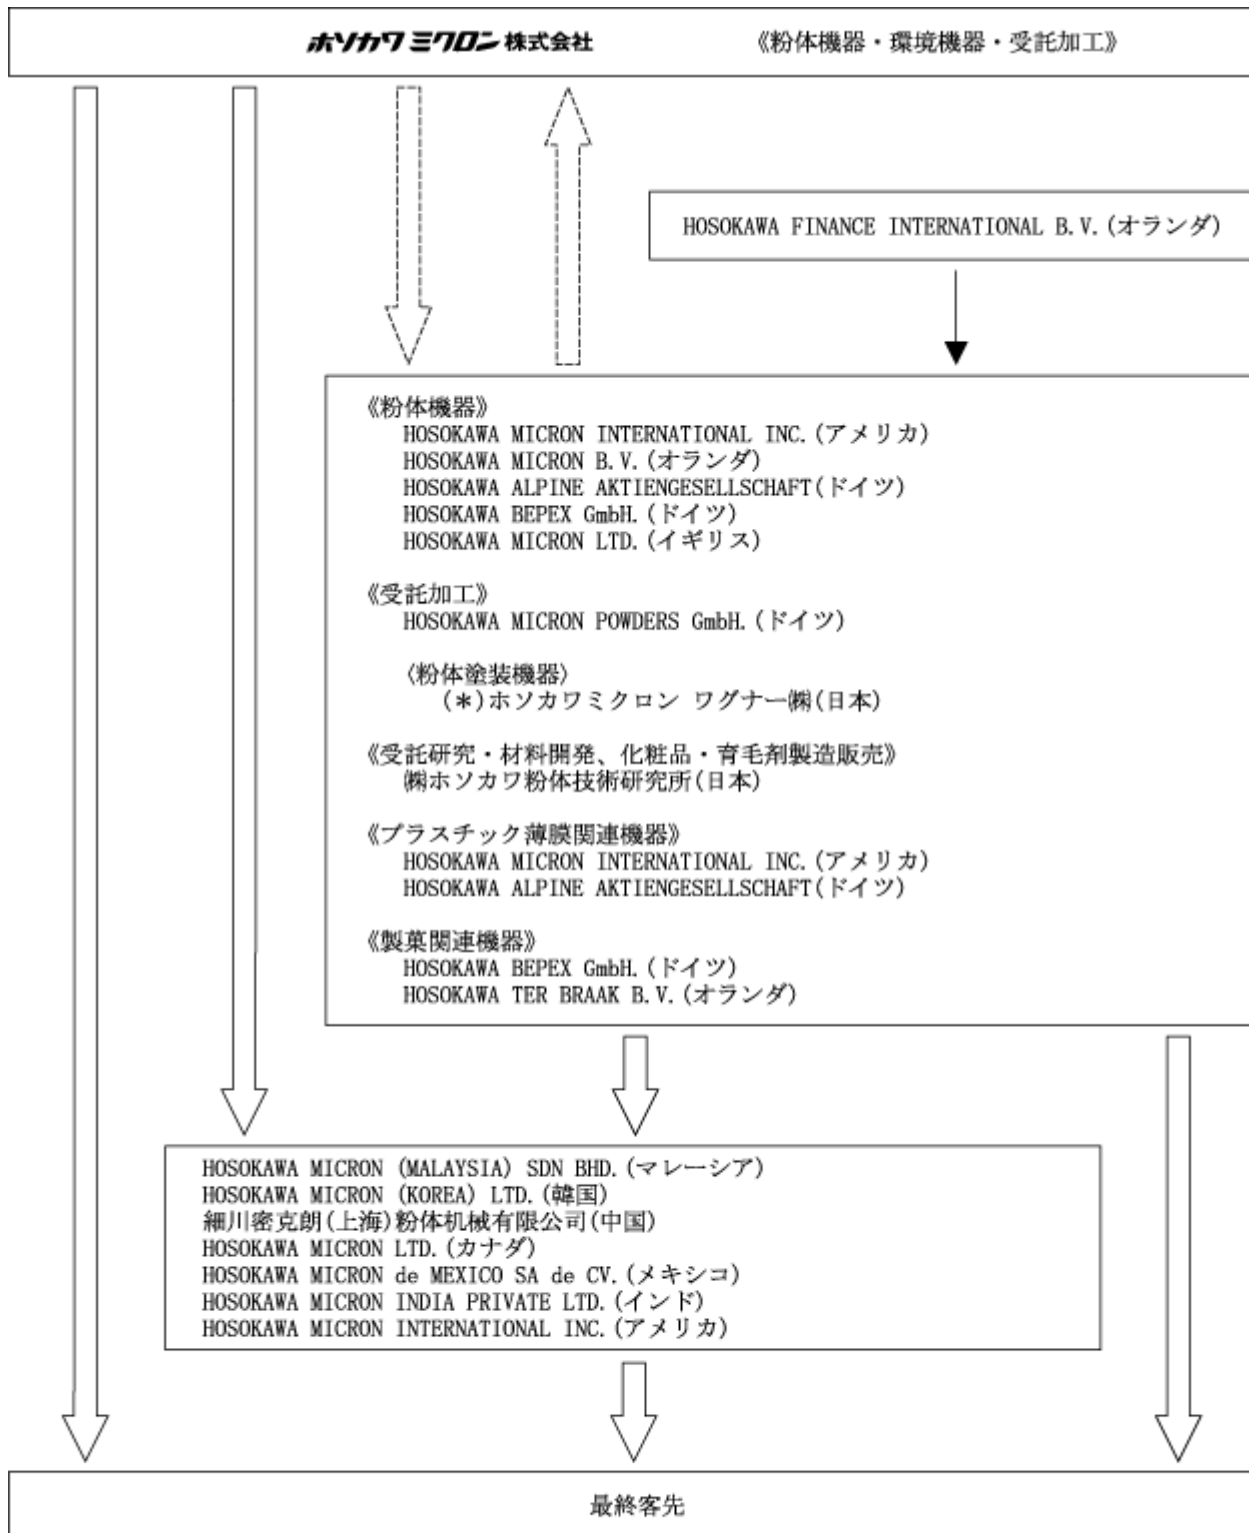 ホソカワミクロン株式会社 《粉体機器・環境機器・受託加工》
HOSOKAWA FINANCE INTERNATIONAL B.V.(オランダ)
《粉体機器》
HOSOKAWA MICRON INTERNATIONAL INC.(アメリカ)
HOSOKAWA MICRON B.V.(オランダ)
HOSOKAWA ALPINE AKTIENGESELLSCHAFT(ドイツ)
HOSOKAWA BEPEX GmbH.(ドイツ)
HOSOKAWA MICRON LTD.(イギリス)
《受託加工》
HOSOKAWA MICRON POWDERS GmbH.(ドイツ)
〈粉体塗装機器〉
(*)ホソカワミクロン ワグナー㈱(日本)
《受託研究・材料開発、化粧品・育毛剤製造販売》
㈱ホソカワ粉体技術研究所(日本)
《プラスチック薄膜関連機器》
HOSOKAWA MICRON INTERNATIONAL INC.(アメリカ)
HOSOKAWA ALPINE AKTIENGESELLSCHAFT(ドイツ)
《製菓関連機器》
HOSOKAWA BEPEX GmbH.(ドイツ)
HOSOKAWA TER BRAAK B.V.(オランダ)
HOSOKAWA MICRON (MALAYSIA) SDN BHD.(マレーシア)
HOSOKAWA MICRON (KOREA) LTD.(韓国)
細川密克朗(上海)粉体机械有限公司(中国)
HOSOKAWA MICRON LTD.(カナダ)
HOSOKAWA MICRON de MEXICO SA de CV.(メキシコ)
HOSOKAWA MICRON INDIA PRIVATE LTD.(インド)
HOSOKAWA MICRON INTERNATIONAL INC.(アメリカ)
最終客先